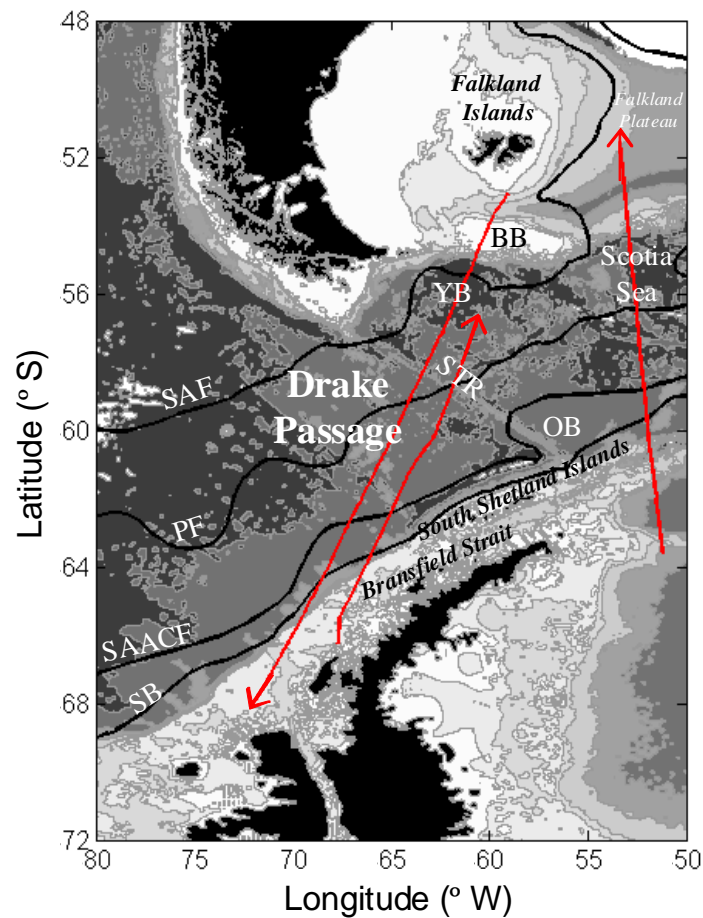 48
52
56
60
64
68
72
Latitude (º S)
Falkland
Islands
Falkland
Plateau
BB
Scotia
Sea
YB
STR
SAF
Drake
Passage
OB
PF
South Shetland Islands
Bransfield Strait
SAACF
SB
80
75
70
65
60
55
50
Longitude (º W)